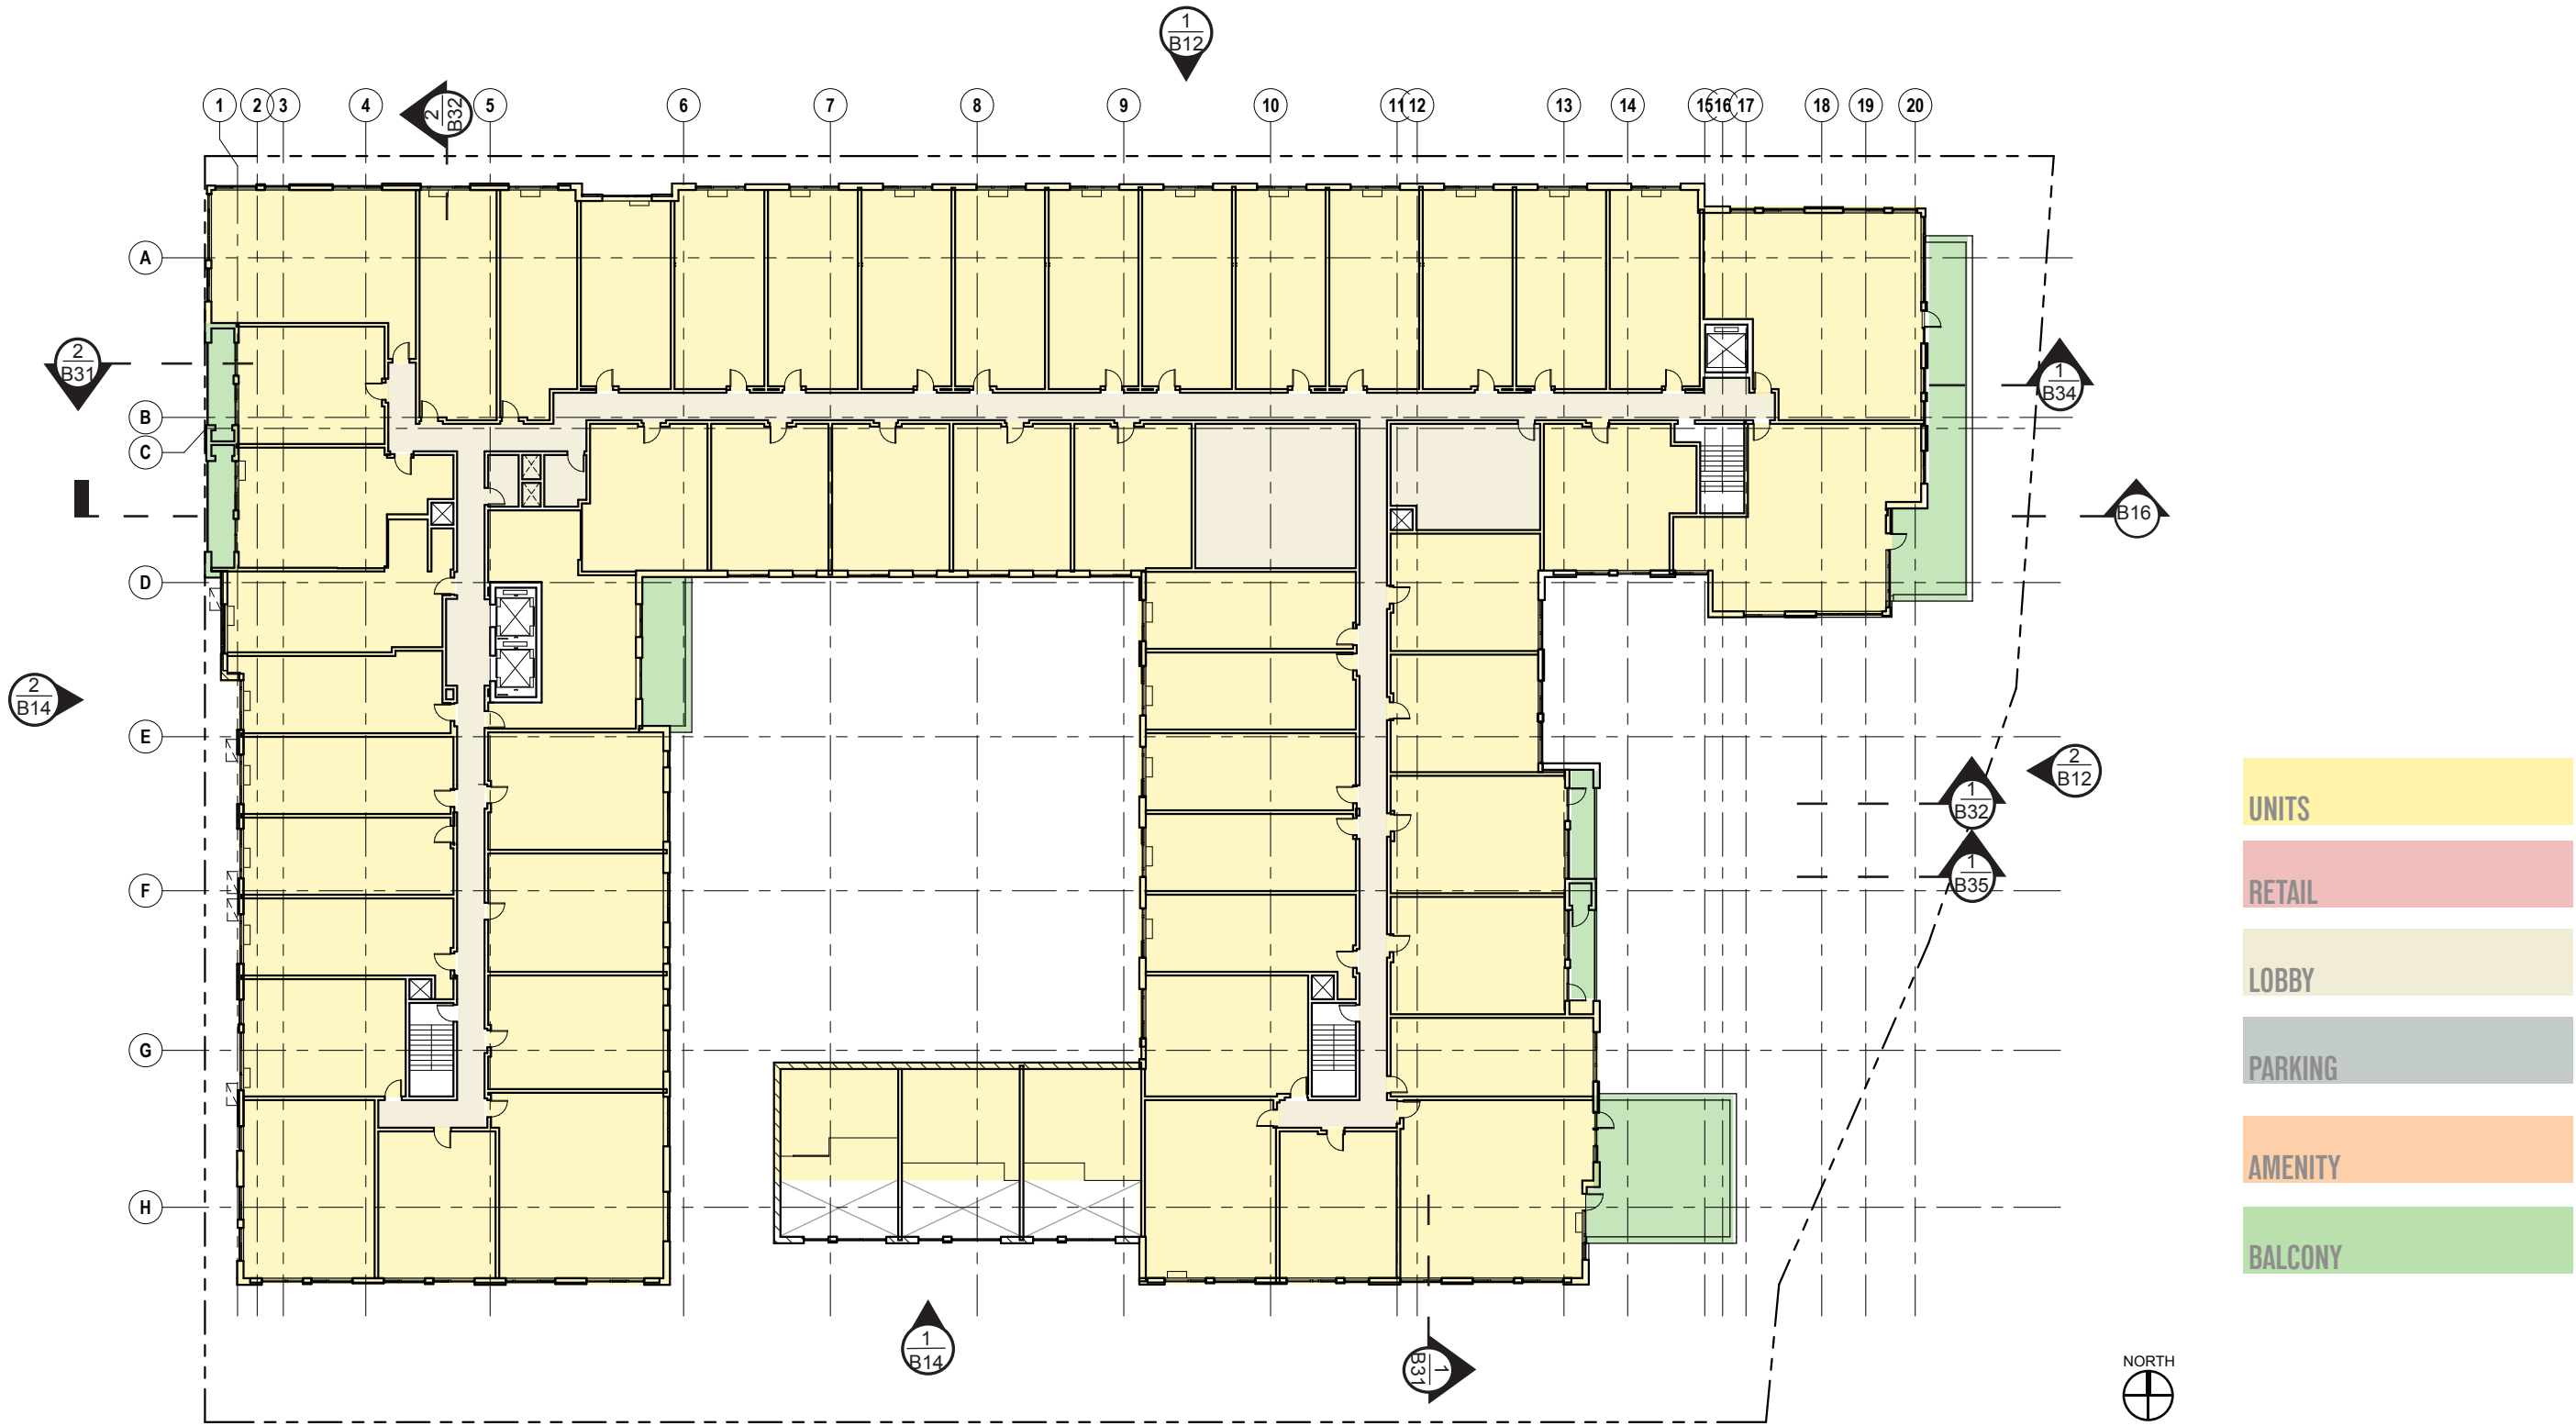 1
B12
1 2 3 4 5 6 7 8 9 10 11 12 13 14 15 16 17 18 19 20
2
B32
A
2
B31
1
B34
B
C
B16
D
2
B14
E
2
B12
1
B32
UNITS
1
B35
RETAIL
F
LOBBY
G
PARKING
AMENITY
H
BALCONY
1
B14
1
B31
NORTH